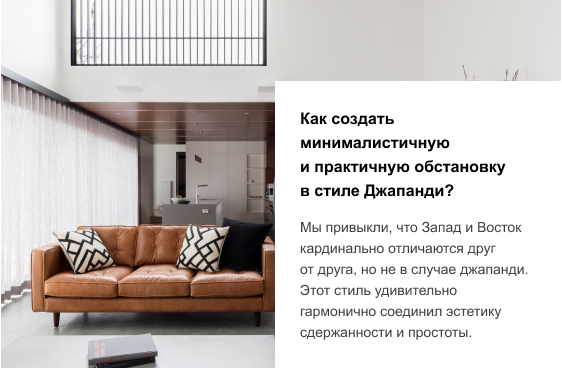 Как создать
минималистичную
и практичную обстановку
в стиле Джапанди?
Мы привыкли, что Запад и Восток
кардинально отличаются друг
от друга, но не в случае джапанди.
Этот стиль удивительно
гармонично соединил эстетику
сдержанности и простоты.